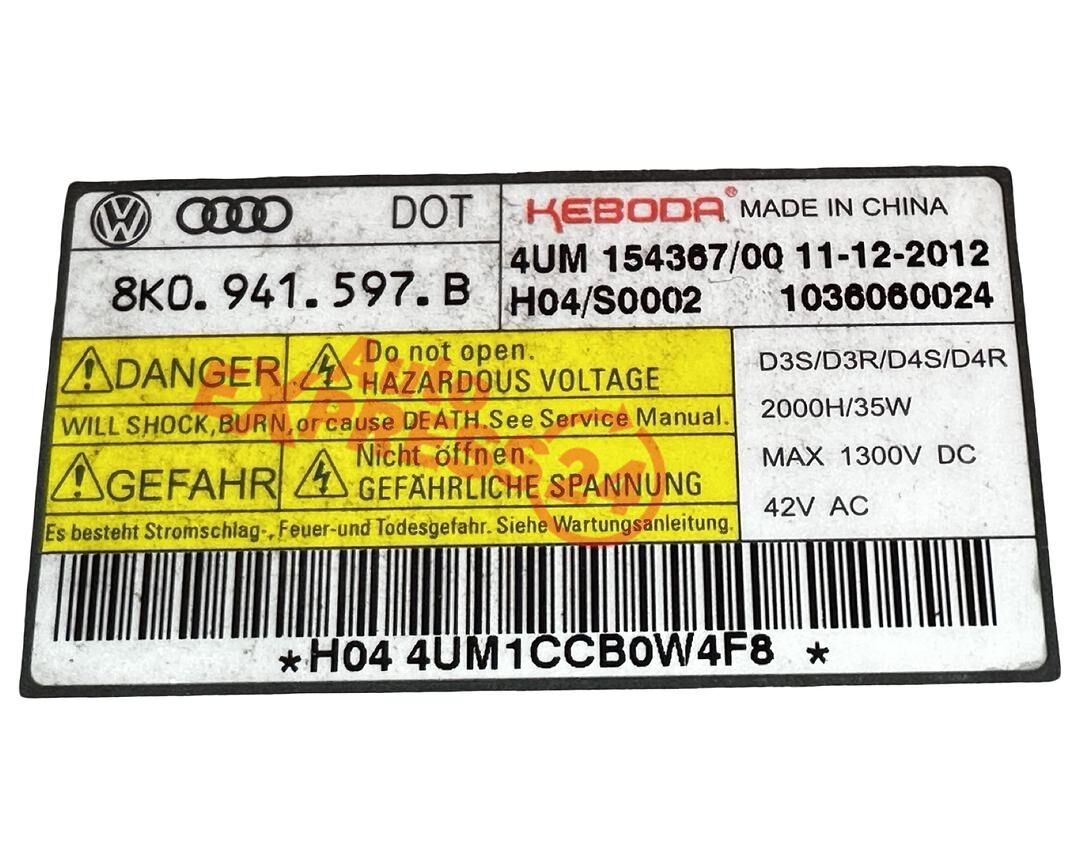 DOT
KEBODA® MADE IN CHINA
8K0. 941. 597. B
4UM 154367/00 11-12-2012
H04/S0002 1036060024
DANGER
Do not open.
HAZARDOUS VOLTAGE
WILL SHOCK,BURN,or cause DEATH.See Service Manual.
GEFAHR
Nicht öffnen.
GEFÄHRLICHE SPANNUNG
Es besteht Stromschlag-,Feuer-und Todesgefahr. Siehe Wartungsanleitung.
D3S/D3R/D4S/D4R
2000H/35W
MAX 1300V DC
42V AC
*H04 4UM1CCB0W4F8 *
Auto
EXPRESS24